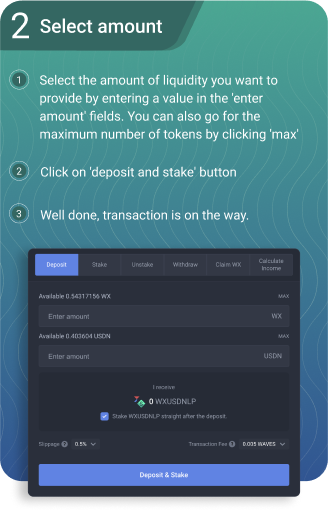 2 Select amount
1 Select the amount of liquidity you want to
provide by entering a value in the 'enter
amount' fields. You can also go for the
maximum number of tokens by clicking 'max'
2 Click on 'deposit and stake' button
3 Well done, transaction is on the way.
Deposit Stake Unstake Withdraw Claim WX Calculate Income
Available 0.54317156 WX MAX
Enter amount WX
Available 0.403604 USDN MAX
Enter amount USDN
I receive
0 WXUSDNLP
Stake WXUSDNLP straight after the deposit.
Slippage ? 0.5% Transaction Fee ? 0.005 WAVES
Deposit & Stake